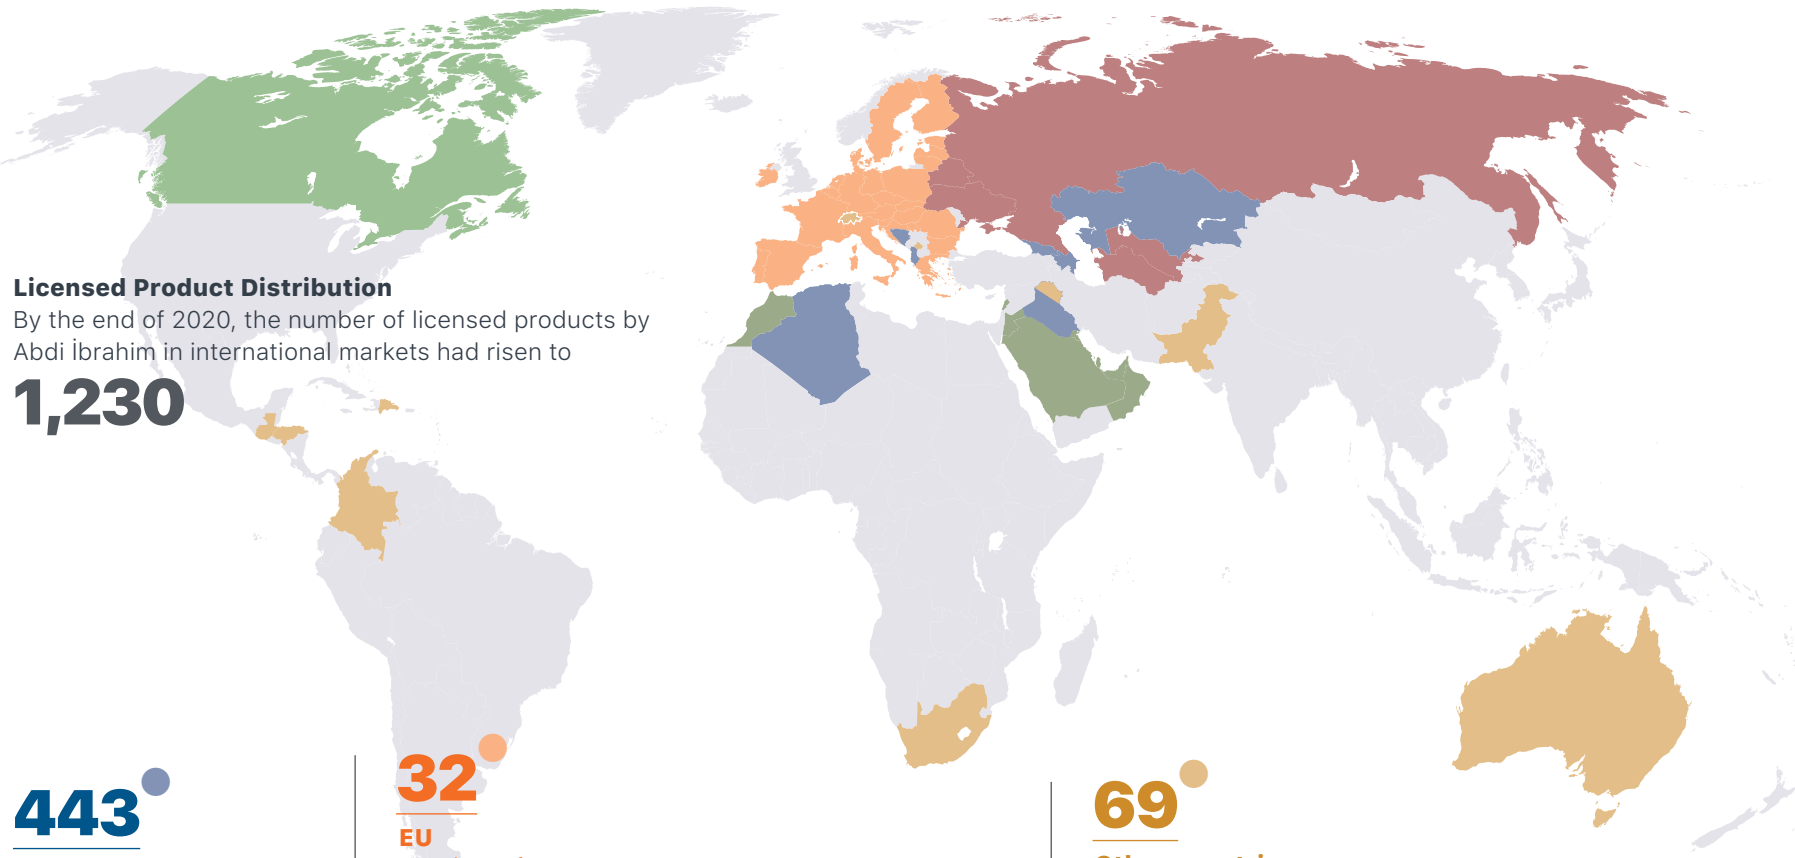 Licensed Product Distribution
By the end of 2020, the number of licensed products by
Abdi İbrahim in international markets had risen to
1,230
443
32
EU
69